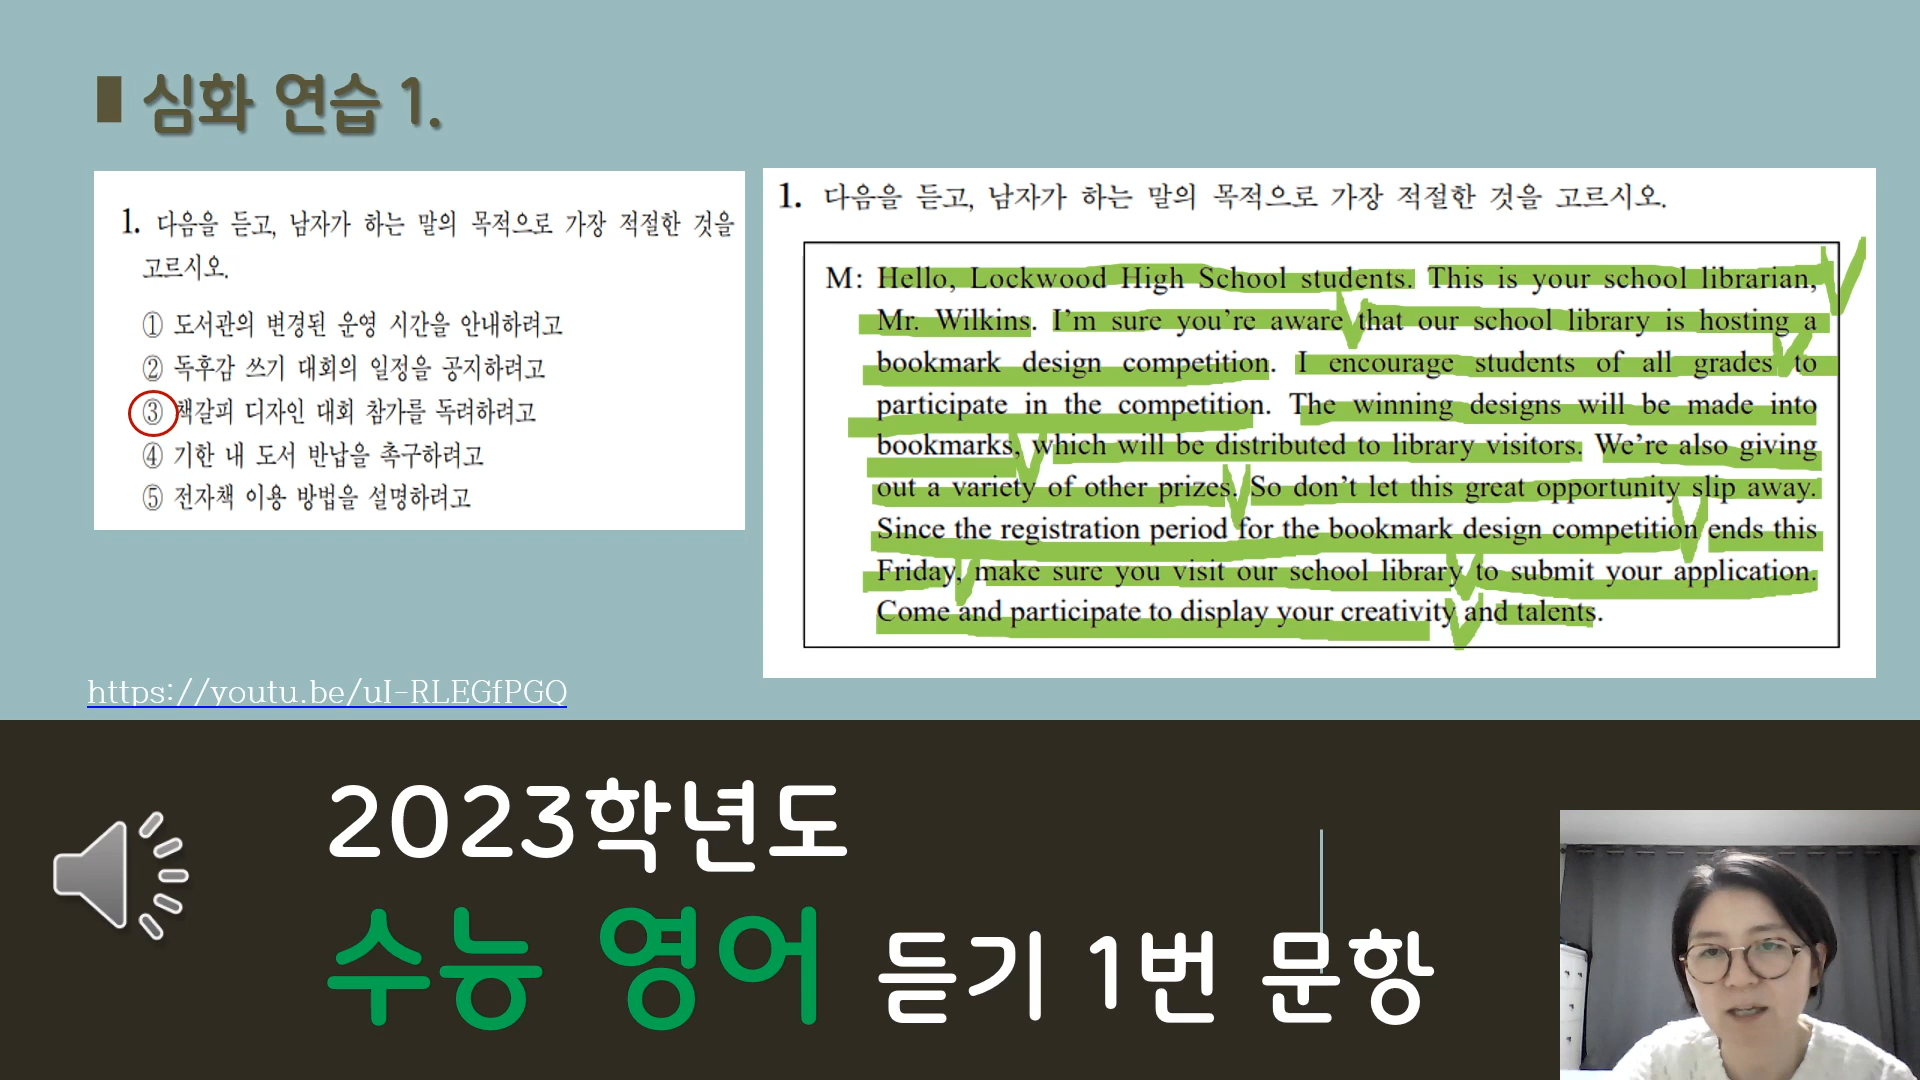 심화 연습 1.
1. 다음을 듣고, 남자가 하는 말의 목적으로 가장 적절한 것을
고르시오.
① 도서관의 변경된 운영 시간을 안내하려고
② 독후감 쓰기 대회의 일정을 공지하려고
③ 책갈피 디자인 대회 참가를 독려하려고
④ 기한 내 도서 반납을 촉구하려고
⑤ 전자책 이용 방법을 설명하려고
1. 다음을 듣고, 남자가 하는 말의 목적으로 가장 적절한 것을 고르시오.
M: Hello, Lockwood High School students. This is your school librarian,
Mr. Wilkins. I'm sure you're aware that our school library is hosting a
bookmark design competition. I encourage students of all grades to
participate in the competition. The winning designs will be made into
bookmarks, which will be distributed to library visitors. We're also giving
out a variety of other prizes. So don't let this great opportunity slip away.
Since the registration period for the bookmark design competition ends this
Friday, make sure you visit our school library to submit your application.
Come and participate to display your creativity and talents.
https://youtu.be/uI-RLEGfPGQ
2023학년도
수능 영어 듣기 1번 문항